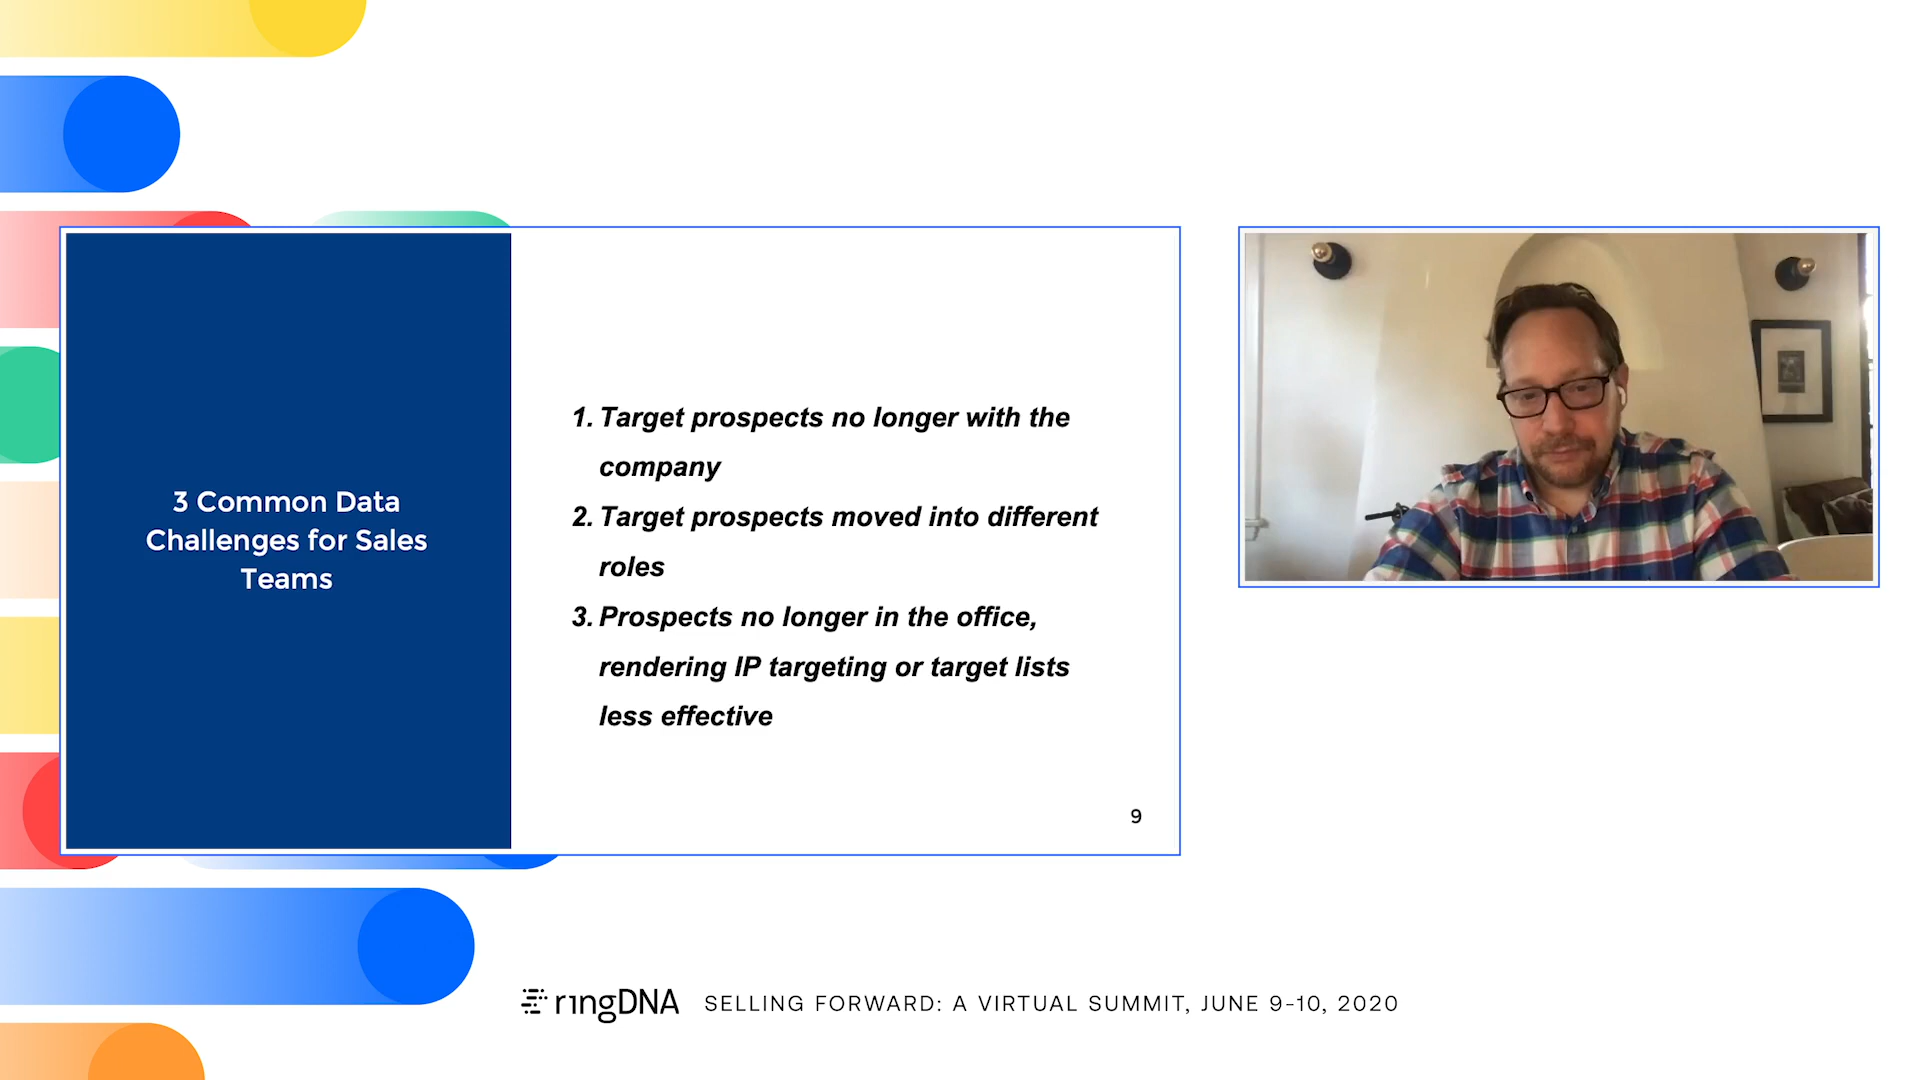 3 Common Data
Challenges for Sales
Teams
1. Target prospects no longer with the
company
2. Target prospects moved into different
roles
3. Prospects no longer in the office,
rendering IP targeting or target lists
less effective
9
ringDNA SELLING FORWARD: A VIRTUAL SUMMIT, JUNE 9-10, 2020